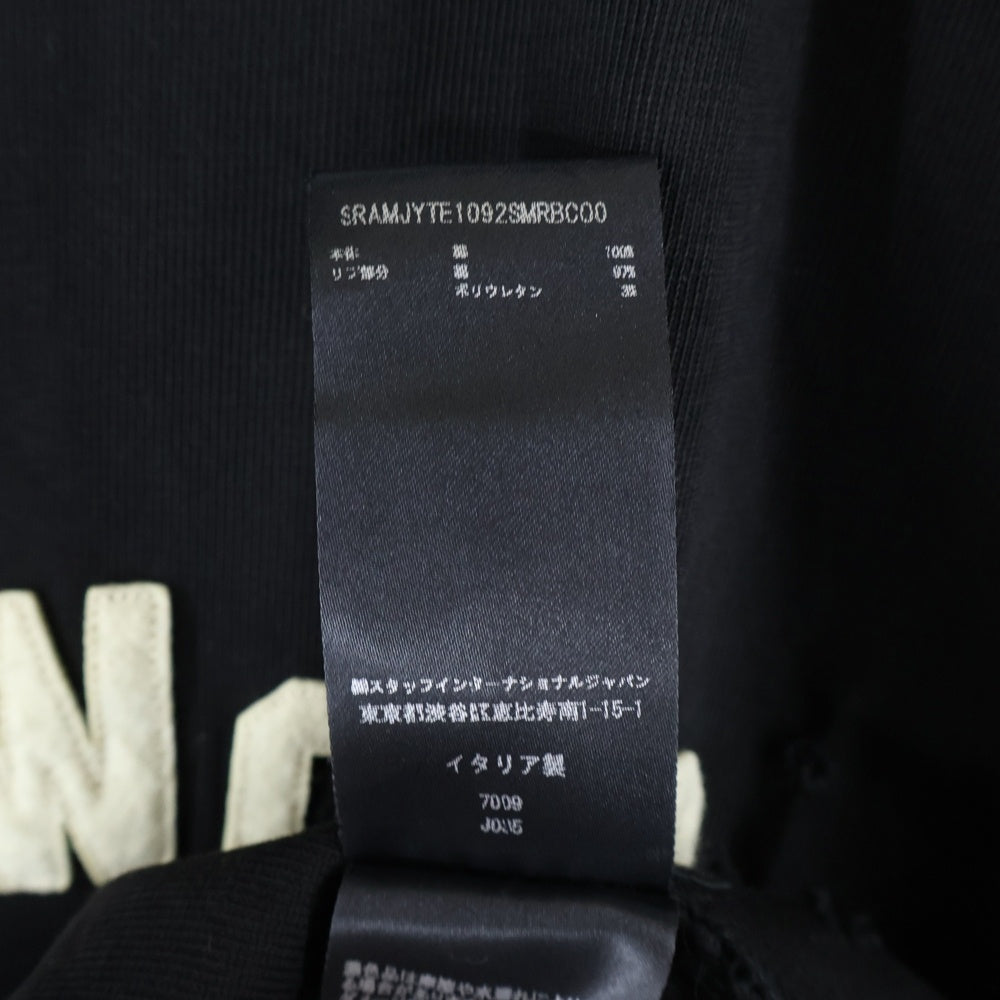 SRAMJYTE1092SMRBC00
本体 綿 100%
リブ部分 綿 97%
ポリウレタン 3%
㈱スタッフインターナショナルジャパン
東京都渋谷区恵比寿南1-15-1
イタリア製
7009
N